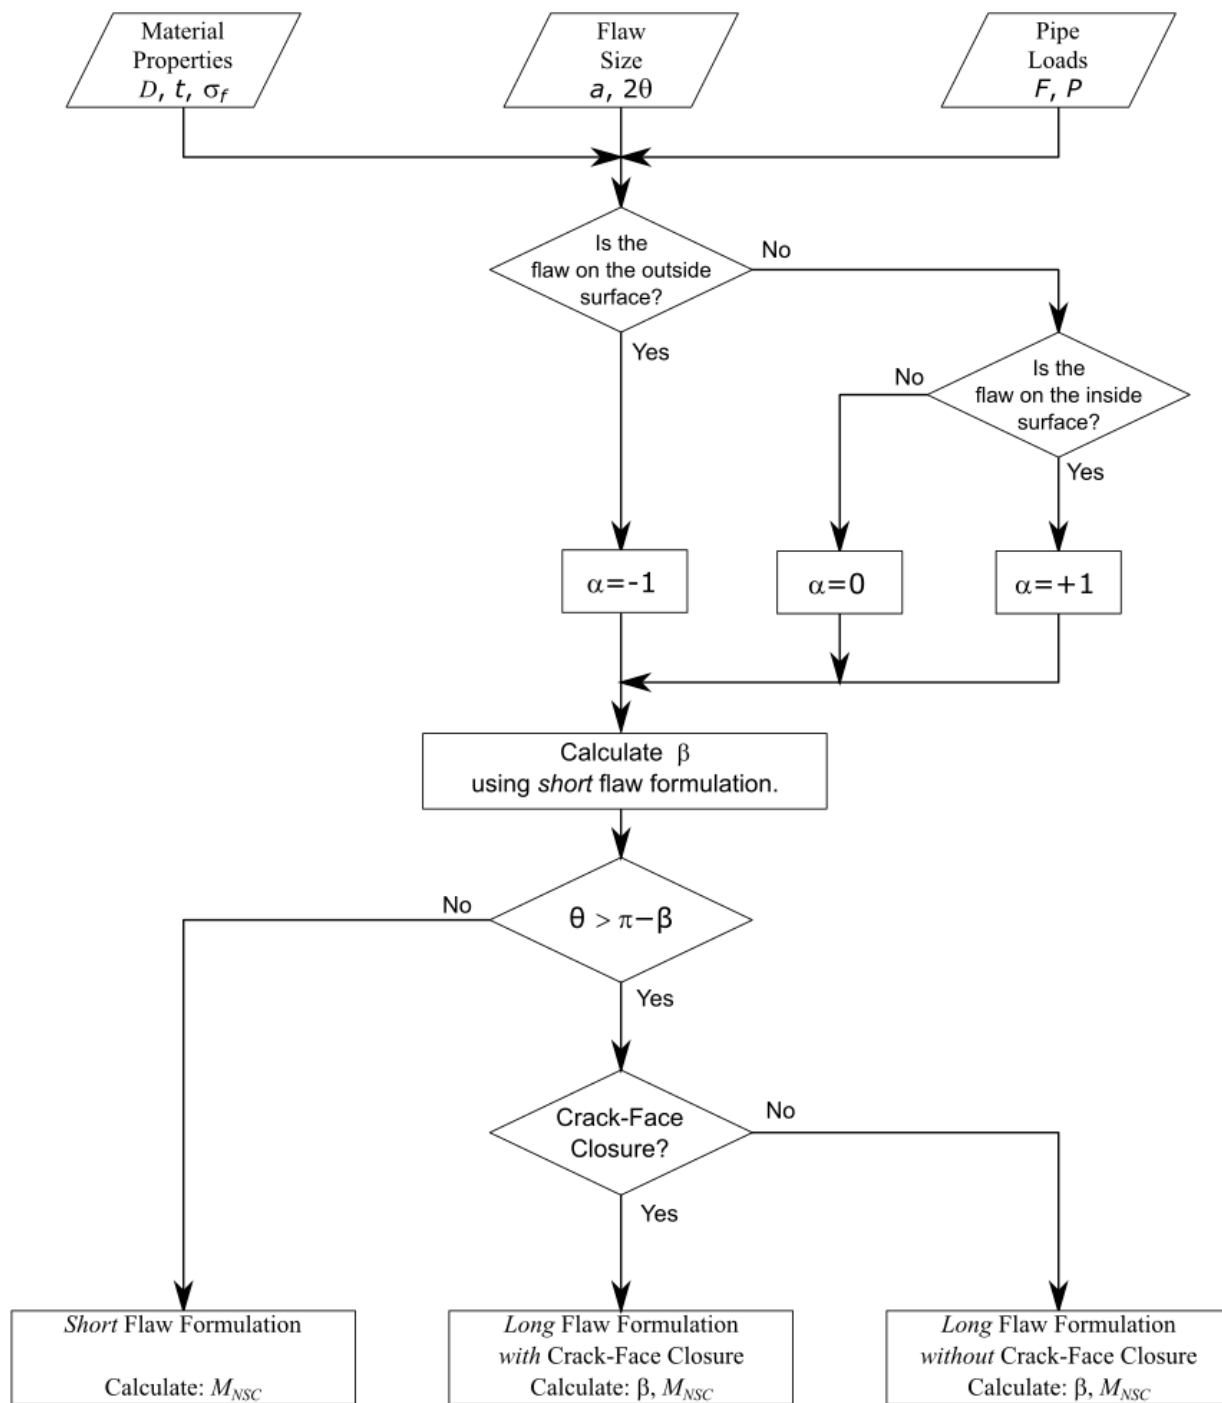 Material
Properties
D, t, σf
Flaw
Size
a, 2θ
Pipe
Loads
F, P
Is the
flaw on the outside
surface?
No
Yes
Is the
flaw on the inside
surface?
No
Yes
α=-1
α=0
α=+1
Calculate β
using short flaw formulation.
θ > π−β
No
Yes
Crack-Face
Closure?
No
Yes
Short Flaw Formulation
Calculate: MNSC
Long Flaw Formulation
with Crack-Face Closure
Calculate: β, MNSC
Long Flaw Formulation
without Crack-Face Closure
Calculate: β, MNSC